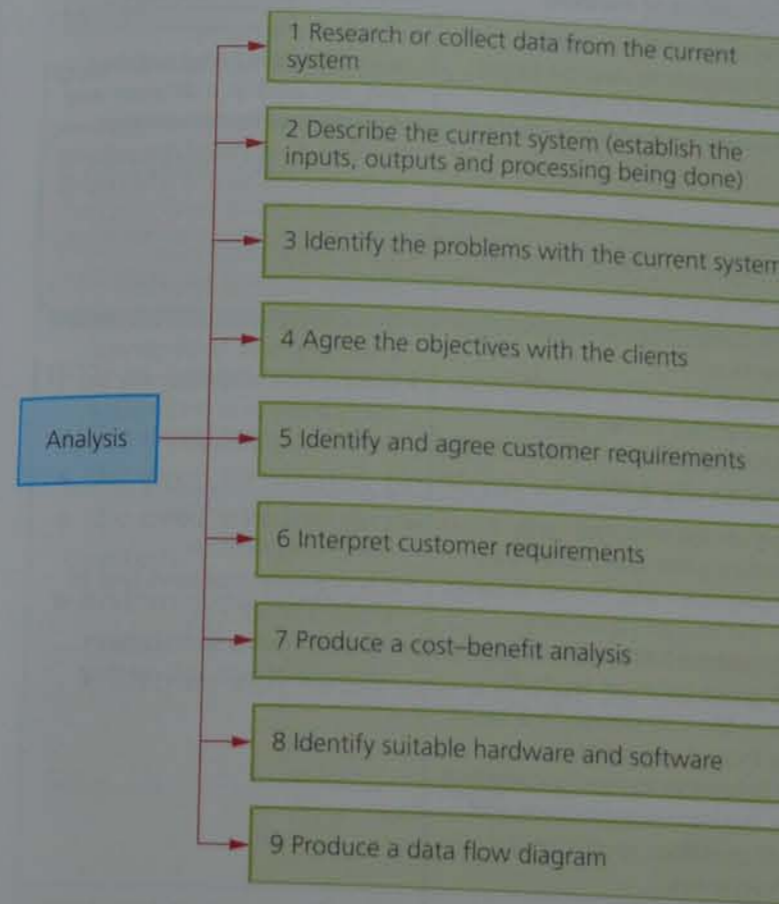 1 Research or collect data from the current
system
2 Describe the current system (establish the
inputs, outputs and processing being done)
3 Identify the problems with the current system
4 Agree the objectives with the clients
Analysis
5 Identify and agree customer requirements
6 Interpret customer requirements
7 Produce a cost–benefit analysis
8 Identify suitable hardware and software
9 Produce a data flow diagram